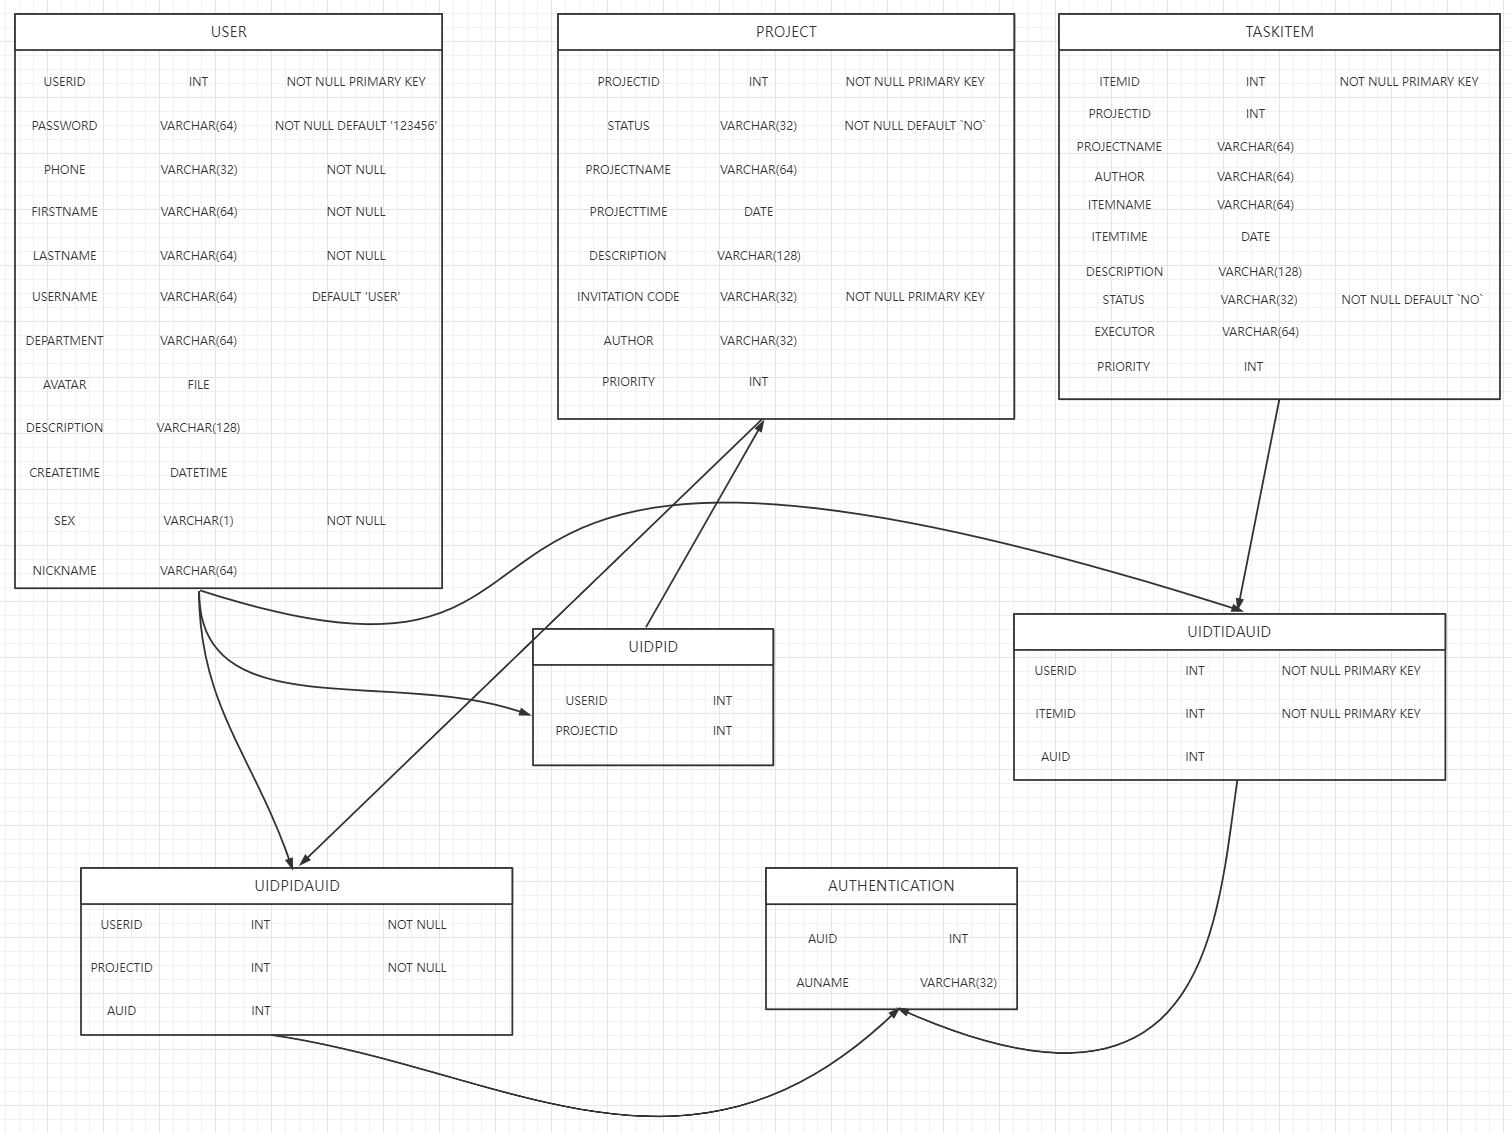 USER
USERID INT NOT NULL PRIMARY KEY
PASSWORD VARCHAR(64) NOT NULL DEFAULT '123456'
PHONE VARCHAR(32) NOT NULL
FIRSTNAME VARCHAR(64) NOT NULL
LASTNAME VARCHAR(64) NOT NULL
USERNAME VARCHAR(64) DEFAULT 'USER'
DEPARTMENT VARCHAR(64)
AVATAR FILE
DESCRIPTION VARCHAR(128)
CREATETIME DATETIME
SEX VARCHAR(1) NOT NULL
NICKNAME VARCHAR(64)
PROJECT
PROJECTID INT NOT NULL PRIMARY KEY
STATUS VARCHAR(32) NOT NULL DEFAULT `NO`
PROJECTNAME VARCHAR(64)
PROJECTTIME DATE
DESCRIPTION VARCHAR(128)
INVITATION CODE VARCHAR(32) NOT NULL PRIMARY KEY
AUTHOR VARCHAR(32)
PRIORITY INT
TASKITEM
ITEMID INT NOT NULL PRIMARY KEY
PROJECTID INT
PROJECTNAME VARCHAR(64)
AUTHOR VARCHAR(64)
ITEMNAME VARCHAR(64)
ITEMTIME DATE
DESCRIPTION VARCHAR(128)
STATUS VARCHAR(32) NOT NULL DEFAULT `NO`
EXECUTOR VARCHAR(64)
PRIORITY INT
UIDPID
USERID INT
PROJECTID INT
UIDTIDAUID
USERID INT NOT NULL PRIMARY KEY
ITEMID INT NOT NULL PRIMARY KEY
AUID INT
UIDPIDAUID
USERID INT NOT NULL
PROJECTID INT NOT NULL
AUID INT
AUTHENTICATION
AUID INT
AUNAME VARCHAR(32)